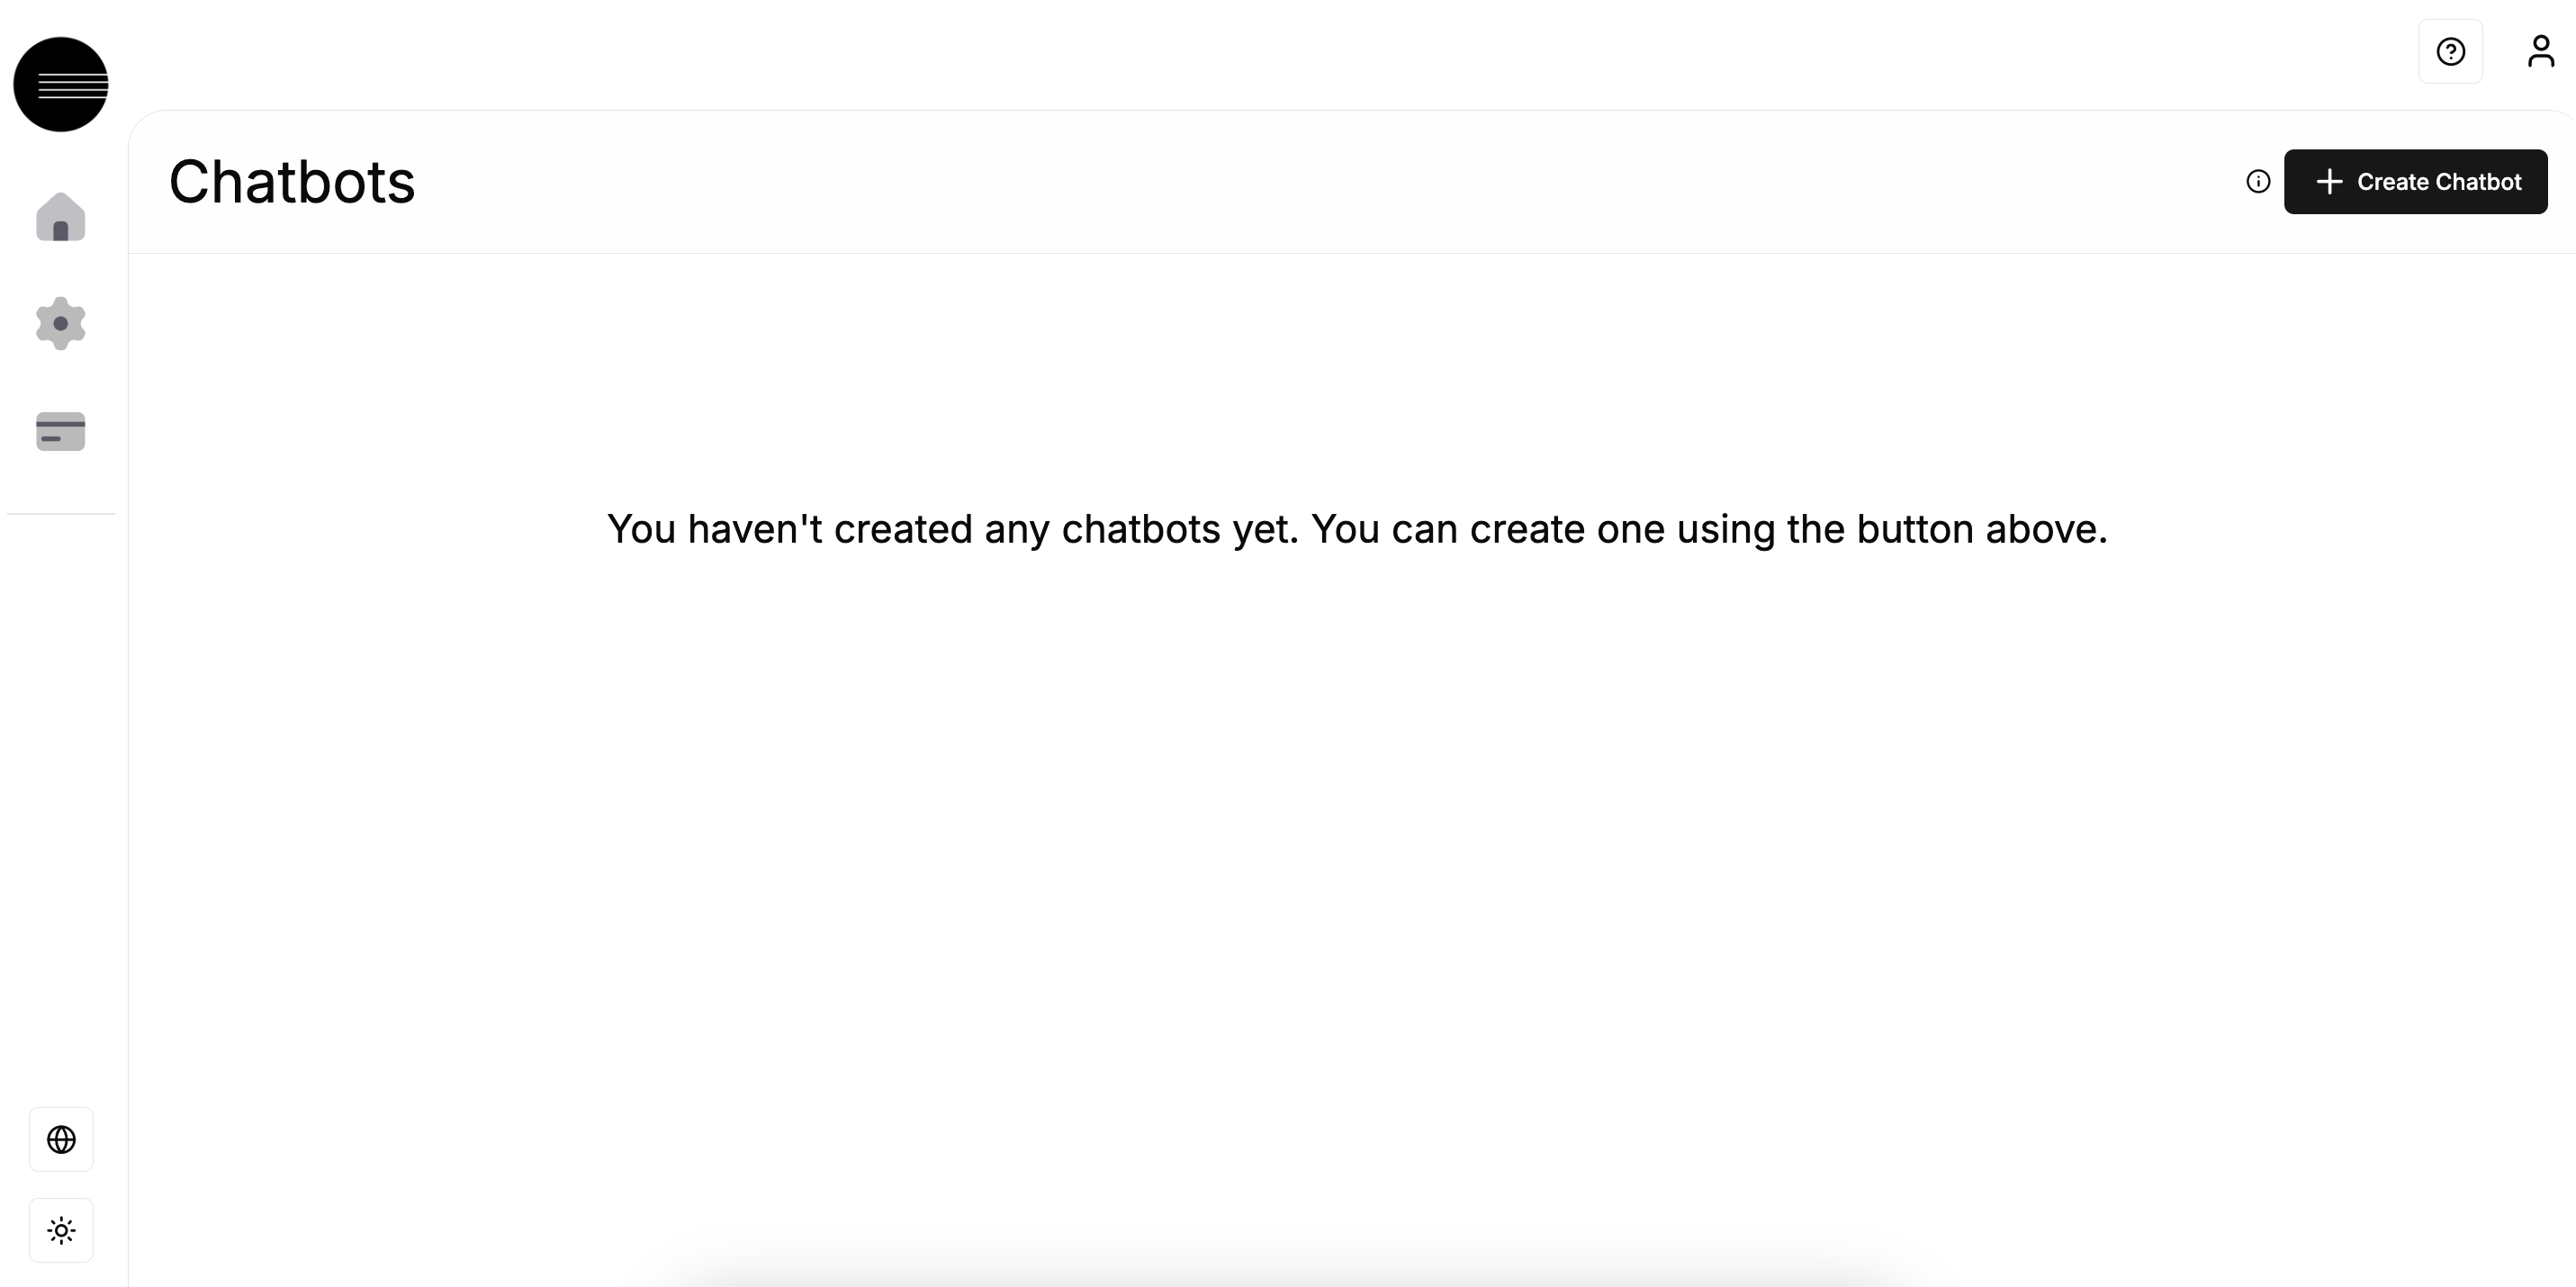 Chatbots
Create Chatbot
You haven't created any chatbots yet. You can create one using the button above.